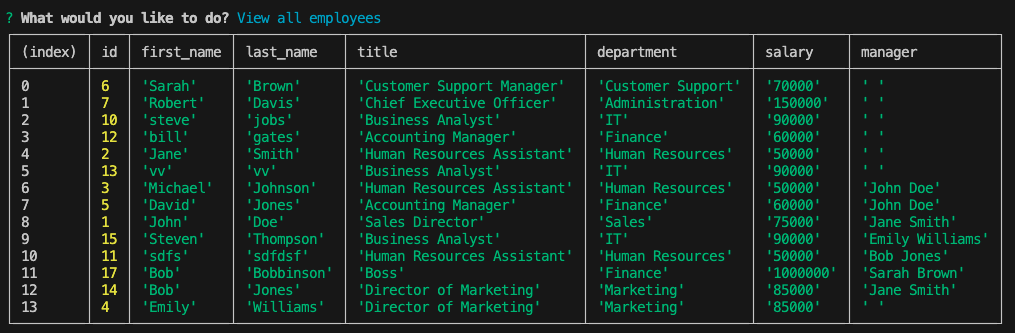 ? What would you like to do? View all employees
(index) id first_name last_name title department salary manager
0 6 'Sarah' 'Brown' 'Customer Support Manager' 'Customer Support' '70000' ' '
1 7 'Robert' 'Davis' 'Chief Executive Officer' 'Administration' '150000' ' '
2 10 'steve' 'jobs' 'Business Analyst' 'IT' '90000' ' '
3 12 'bill' 'gates' 'Accounting Manager' 'Finance' '60000' ' '
4 2 'Jane' 'Smith' 'Human Resources Assistant' 'Human Resources' '50000' ' '
5 13 'vv' 'vv' 'Business Analyst' 'IT' '90000' ' '
6 3 'Michael' 'Johnson' 'Human Resources Assistant' 'Human Resources' '50000' 'John Doe'
7 5 'David' 'Jones' 'Accounting Manager' 'Finance' '60000' 'John Doe'
8 1 'John' 'Doe' 'Sales Director' 'Sales' '75000' 'Jane Smith'
9 15 'Steven' 'Thompson' 'Business Analyst' 'IT' '90000' 'Emily Williams'
10 11 'sdfs' 'sdfdsf' 'Human Resources Assistant' 'Human Resources' '50000' 'Bob Jones'
11 17 'Bob' 'Bobbinson' 'Boss' 'Finance' '1000000' 'Sarah Brown'
12 14 'Bob' 'Jones' 'Director of Marketing' 'Marketing' '85000' 'Jane Smith'
13 4 'Emily' 'Williams' 'Director of Marketing' 'Marketing' '85000' ' '